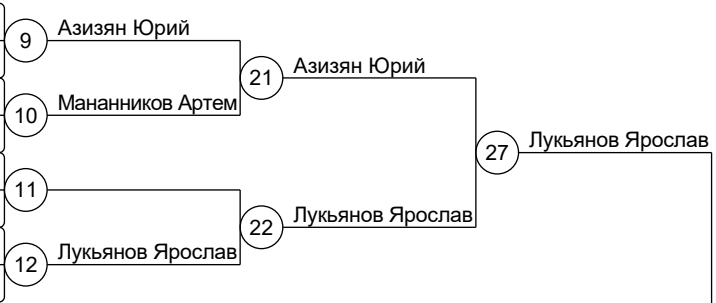 9 Азизян Юрий
21 Азизян Юрий
10 Мананников Артем
27 Лукьянов Ярослав
11
22 Лукьянов Ярослав
12 Лукьянов Ярослав